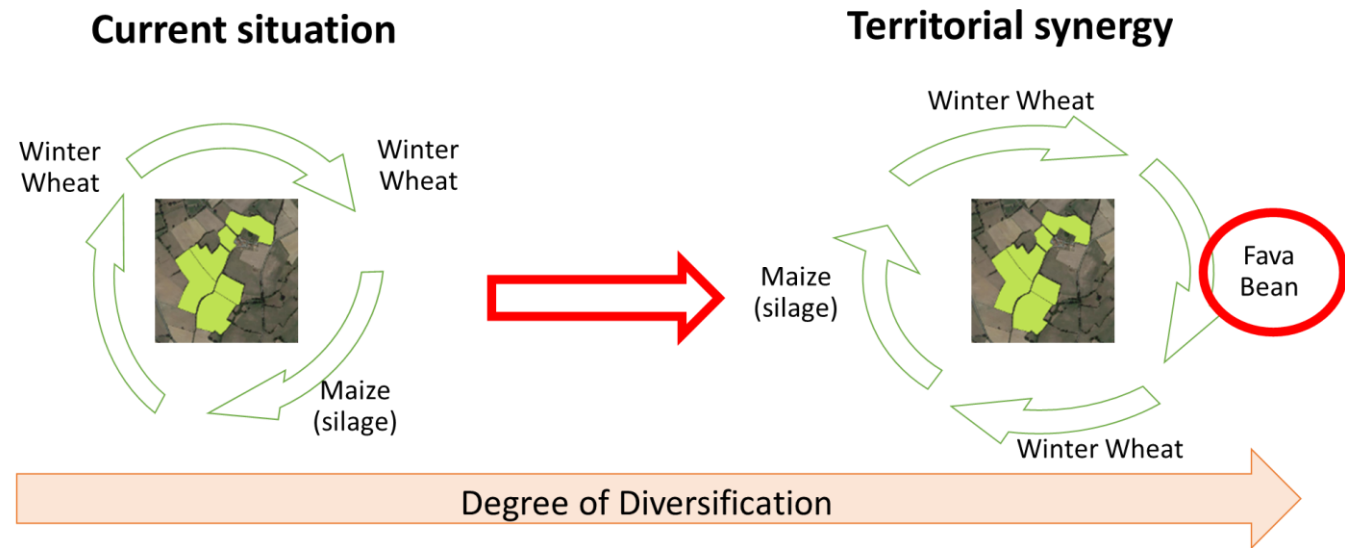 Current situation
Territorial synergy
Winter
Wheat
Winter
Wheat
Maize
(silage)
Winter Wheat
Fava
Bean
Maize
(silage)
Winter Wheat
Degree of Diversification